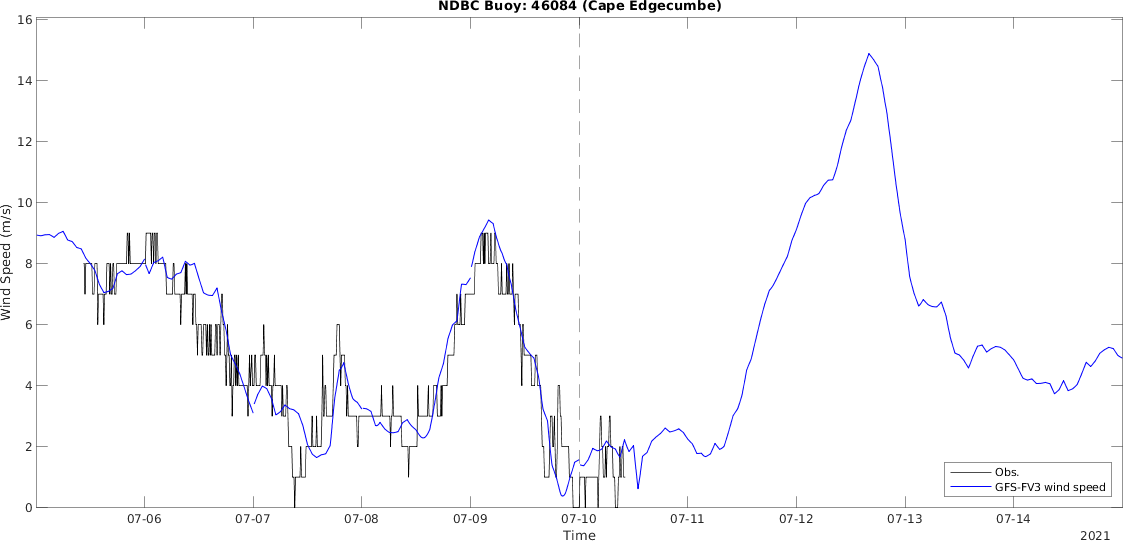 NDBC Buoy: 46084 (Cape Edgecumbe)
16
14
12
10
8
6
4
2
0
Wind Speed (m/s)
Obs.
GFS-FV3 wind speed
07-06 07-07 07-08 07-09 07-10 07-11 07-12 07-13 07-14
Time
2021